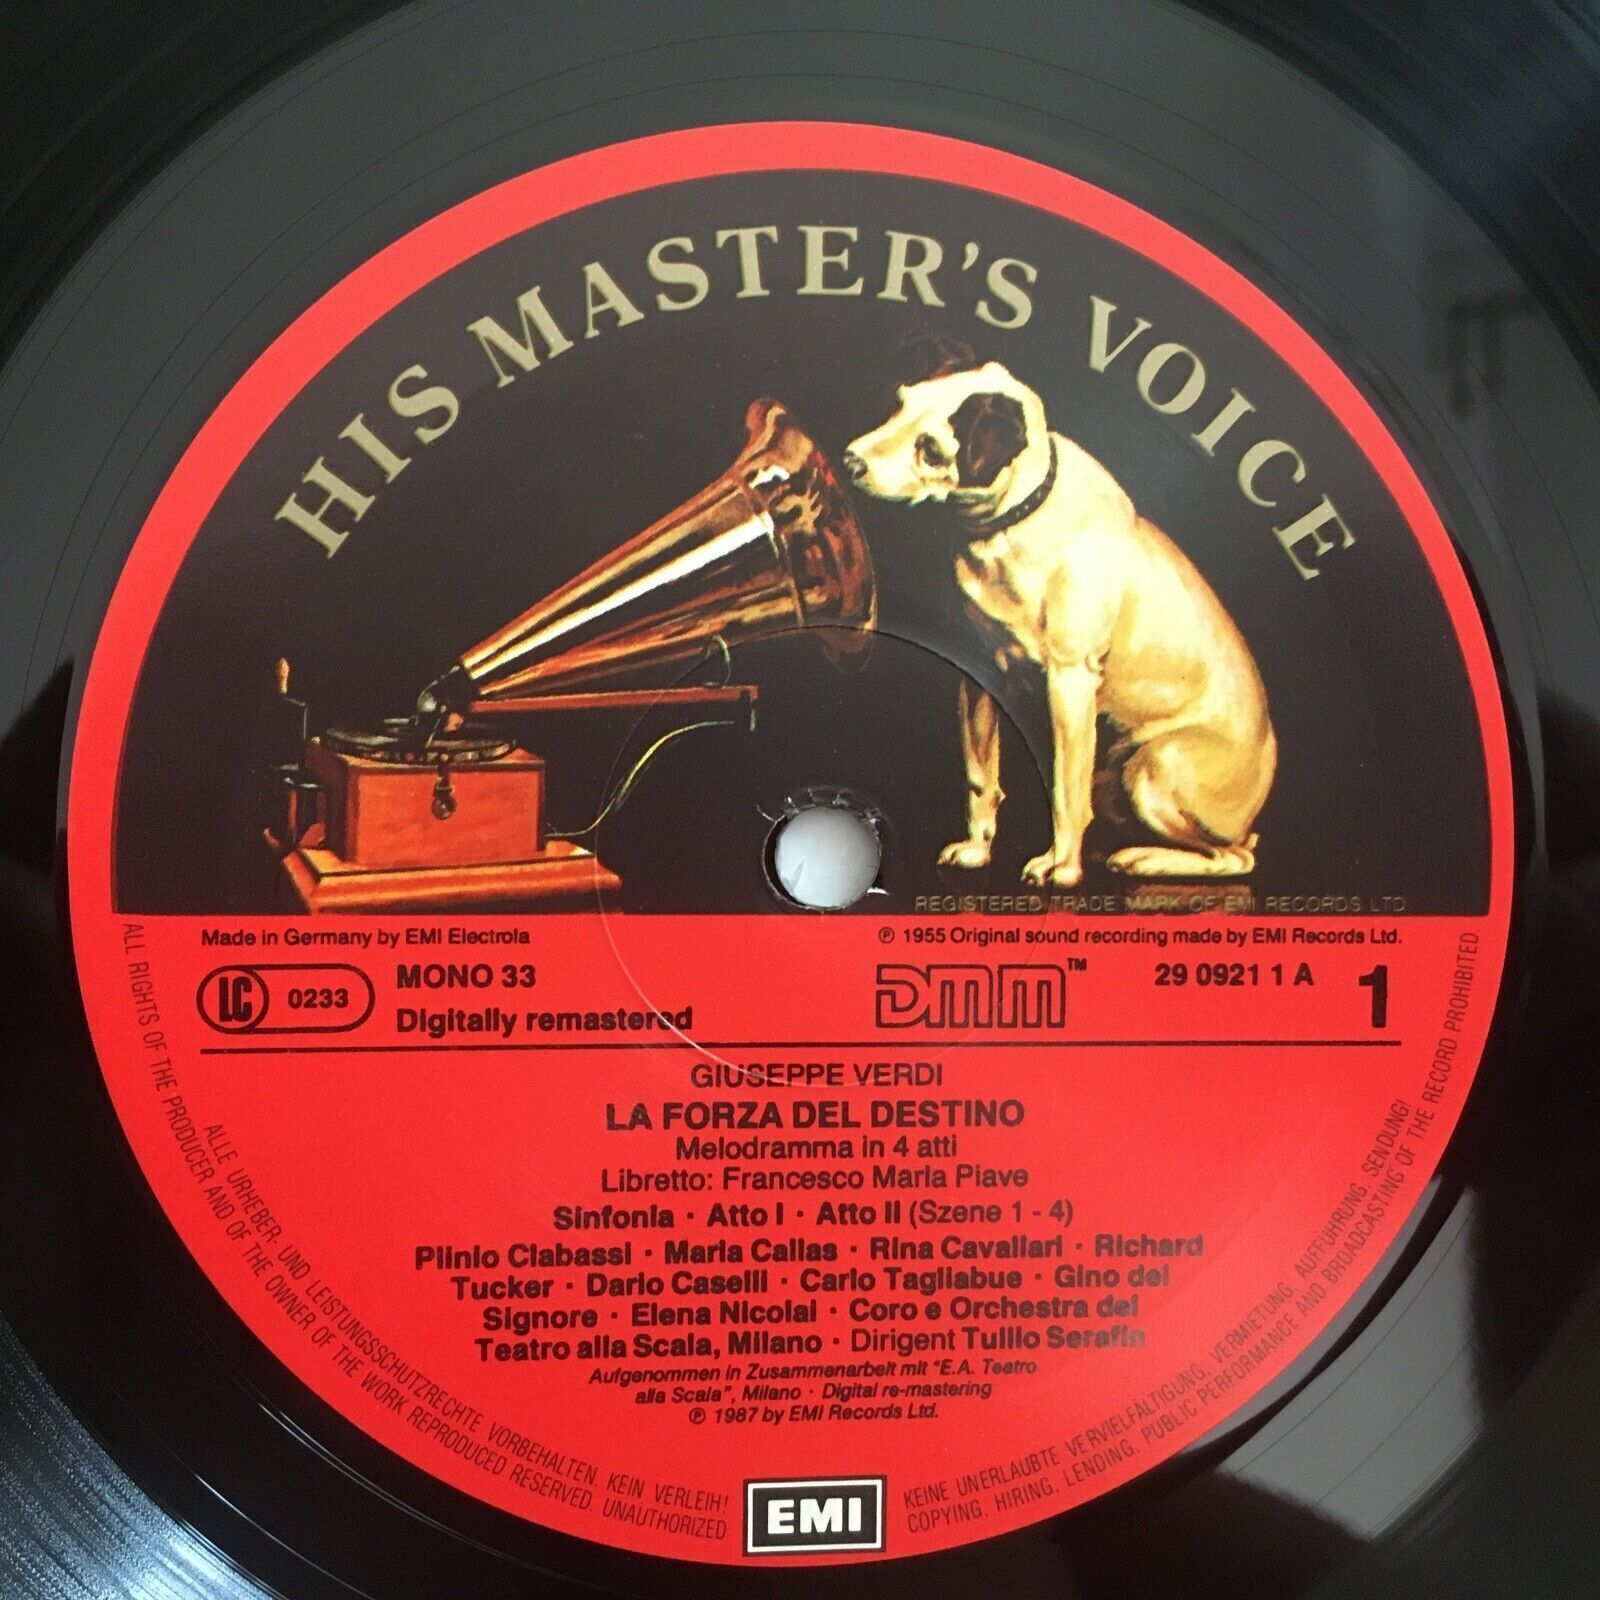 HIS MASTER'S VOICE
REGISTERED TRADE MARK OF EMI RECORDS LTD
Made in Germany by EMI Electrola
℗ 1955 Original sound recording made by EMI Records Ltd.
LC 0233
MONO 33
Digitally remastered
DMM™
29 0921 1 A
1
GIUSEPPE VERDI
LA FORZA DEL DESTINO
Melodramma in 4 atti
Libretto: Francesco Maria Piave
Sinfonia · Atto I · Atto II (Szene 1 - 4)
Plinio Clabassi · Maria Callas · Rina Cavallari · Richard
Tucker · Dario Caselli · Carlo Tagliabue · Gino del
Signore · Elena Nicolai · Coro e Orchestra del
Teatro alla Scala, Milano · Dirigent Tullio Serafin
Aufgenommen in Zusammenarbeit mit "E.A. Teatro
alla Scala", Milano · Digital re-mastering
℗ 1987 by EMI Records Ltd.
EMI
ALLE URHEBER- UND LEISTUNGSSCHUTZRECHTE VORBEHALTEN. KEIN VERLEIH!
KEINE UNERLAUBTE VERVIELFÄLTIGUNG, VERMIETUNG, AUFFÜHRUNG, SENDUNG!
ALL RIGHTS OF THE PRODUCER AND OF THE OWNER OF THE WORK REPRODUCED RESERVED. UNAUTHORIZED
COPYING, HIRING, LENDING, PUBLIC PERFORMANCE AND BROADCASTING OF THE RECORD PROHIBITED